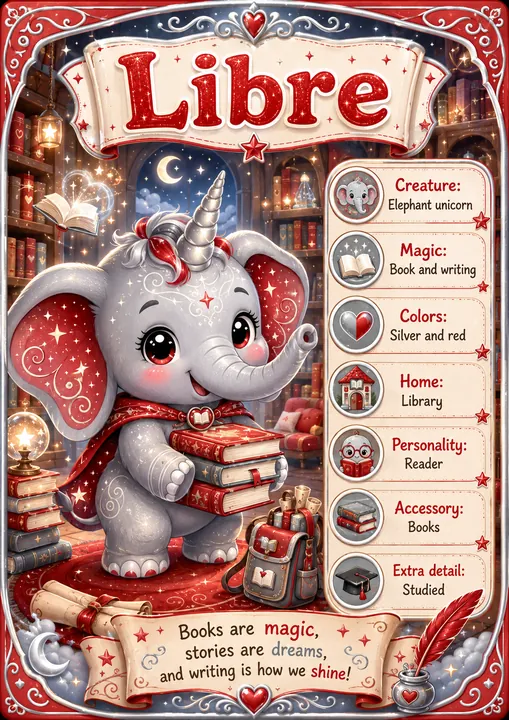 Libre
Creature:
Elephant unicorn
Magic:
Book and writing
Colors:
Silver and red
Home:
Library
Personality:
Reader
Accessory:
Books
Extra detail:
Studied
Books are magic,
stories are dreams,
and writing is how we shine!